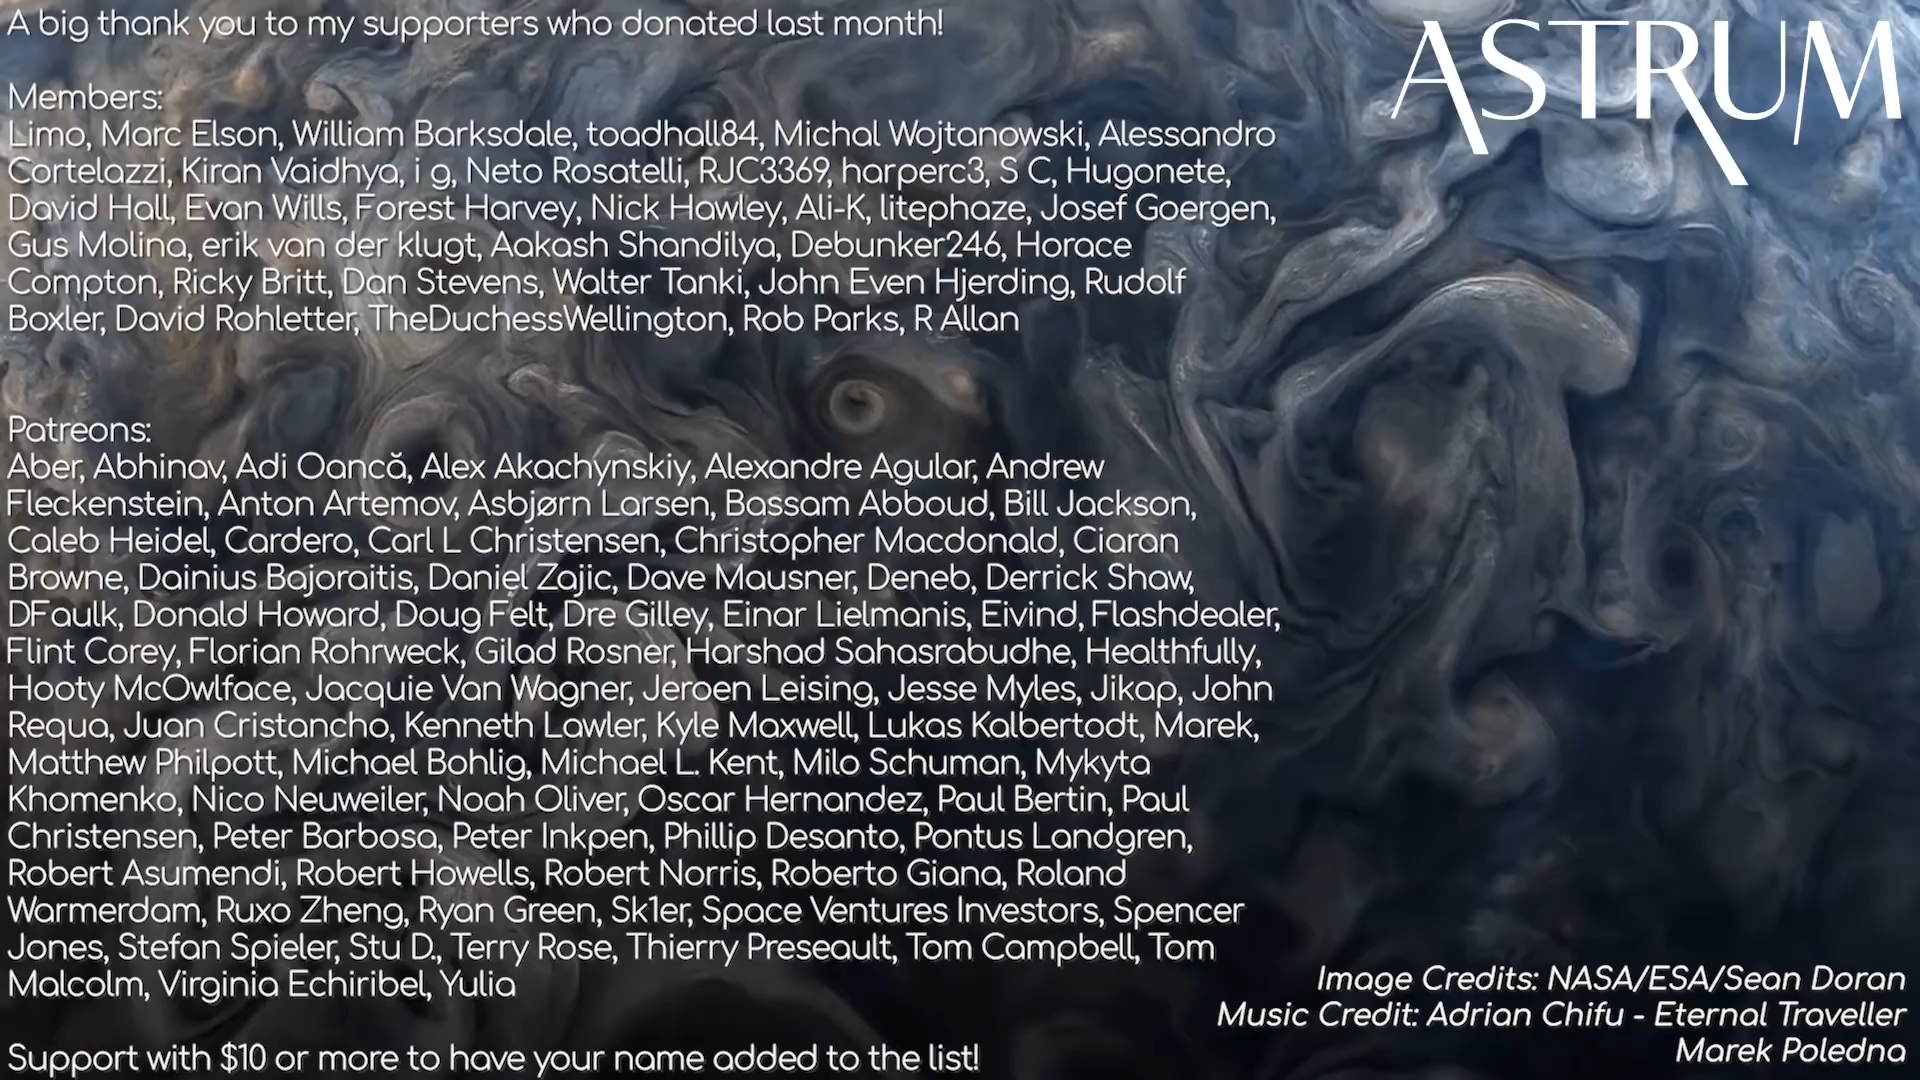 A big thank you to my supporters who donated last month!
ASTRUM
Members:
Limo, Marc Elson, William Barksdale, toadhall84, Michal Wojtanowski, Alessandro
Cortelazzi, Kiran Vaidhya, i g, Neto Rosatelli, RJC3369, harperc3, S C, Hugonete,
David Hall, Evan Wills, Forest Harvey, Nick Hawley, Ali-K, litephaze, Josef Goergen,
Gus Molina, erik van der klugt, Aakash Shandilya, Debunker246, Horace
Compton, Ricky Britt, Dan Stevens, Walter Tanki, John Even Hjerding, Rudolf
Boxler, David Rohletter, TheDuchessWellington, Rob Parks, R Allan
Patreons:
Aber, Abhinav, Adi Oancă, Alex Akachynskiy, Alexandre Agular, Andrew
Fleckenstein, Anton Artemov, Asbjørn Larsen, Bassam Abboud, Bill Jackson,
Caleb Heidel, Cardero, Carl L Christensen, Christopher Macdonald, Ciaran
Browne, Dainius Bajoraitis, Daniel Zajic, Dave Mausner, Deneb, Derrick Shaw,
DFaulk, Donald Howard, Doug Felt, Dre Gilley, Einar Lielmanis, Eivind, Flashdealer,
Flint Corey, Florian Rohrweck, Gilad Rosner, Harshad Sahasrabudhe, Healthfully,
Hooty McOwlface, Jacquie Van Wagner, Jeroen Leising, Jesse Myles, Jikap, John
Requa, Juan Cristancho, Kenneth Lawler, Kyle Maxwell, Lukas Kalbertodt, Marek,
Matthew Philpott, Michael Bohlig, Michael L. Kent, Milo Schuman, Mykyta
Khomenko, Nico Neuweiler, Noah Oliver, Oscar Hernandez, Paul Bertin, Paul
Christensen, Peter Barbosa, Peter Inkpen, Phillip Desanto, Pontus Landgren,
Robert Asumendi, Robert Howells, Robert Norris, Roberto Giana, Roland
Warmerdam, Ruxo Zheng, Ryan Green, Sk1er, Space Ventures Investors, Spencer
Jones, Stefan Spieler, Stu D., Terry Rose, Thierry Preseault, Tom Campbell, Tom
Malcolm, Virginia Echiribel, Yulia
Support with $10 or more to have your name added to the list!
Image Credits: NASA/ESA/Sean Doran
Music Credit: Adrian Chifu - Eternal Traveller
Marek Poledna